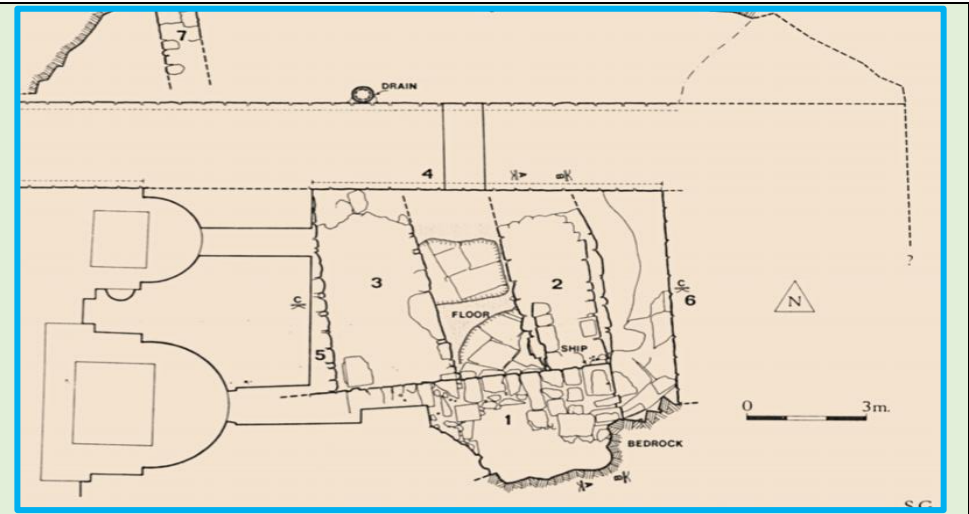 7
DRAIN
4 A B
3 2
FLOOR
C C
6
?
N
SHIP
5
1
0 3m.
BEDROCK
A B
S.G.